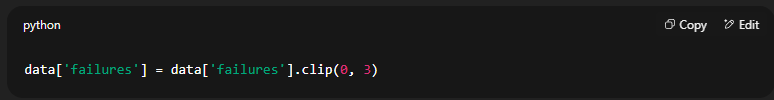 python Copy Edit
data['failures'] = data['failures'].clip(0, 3)